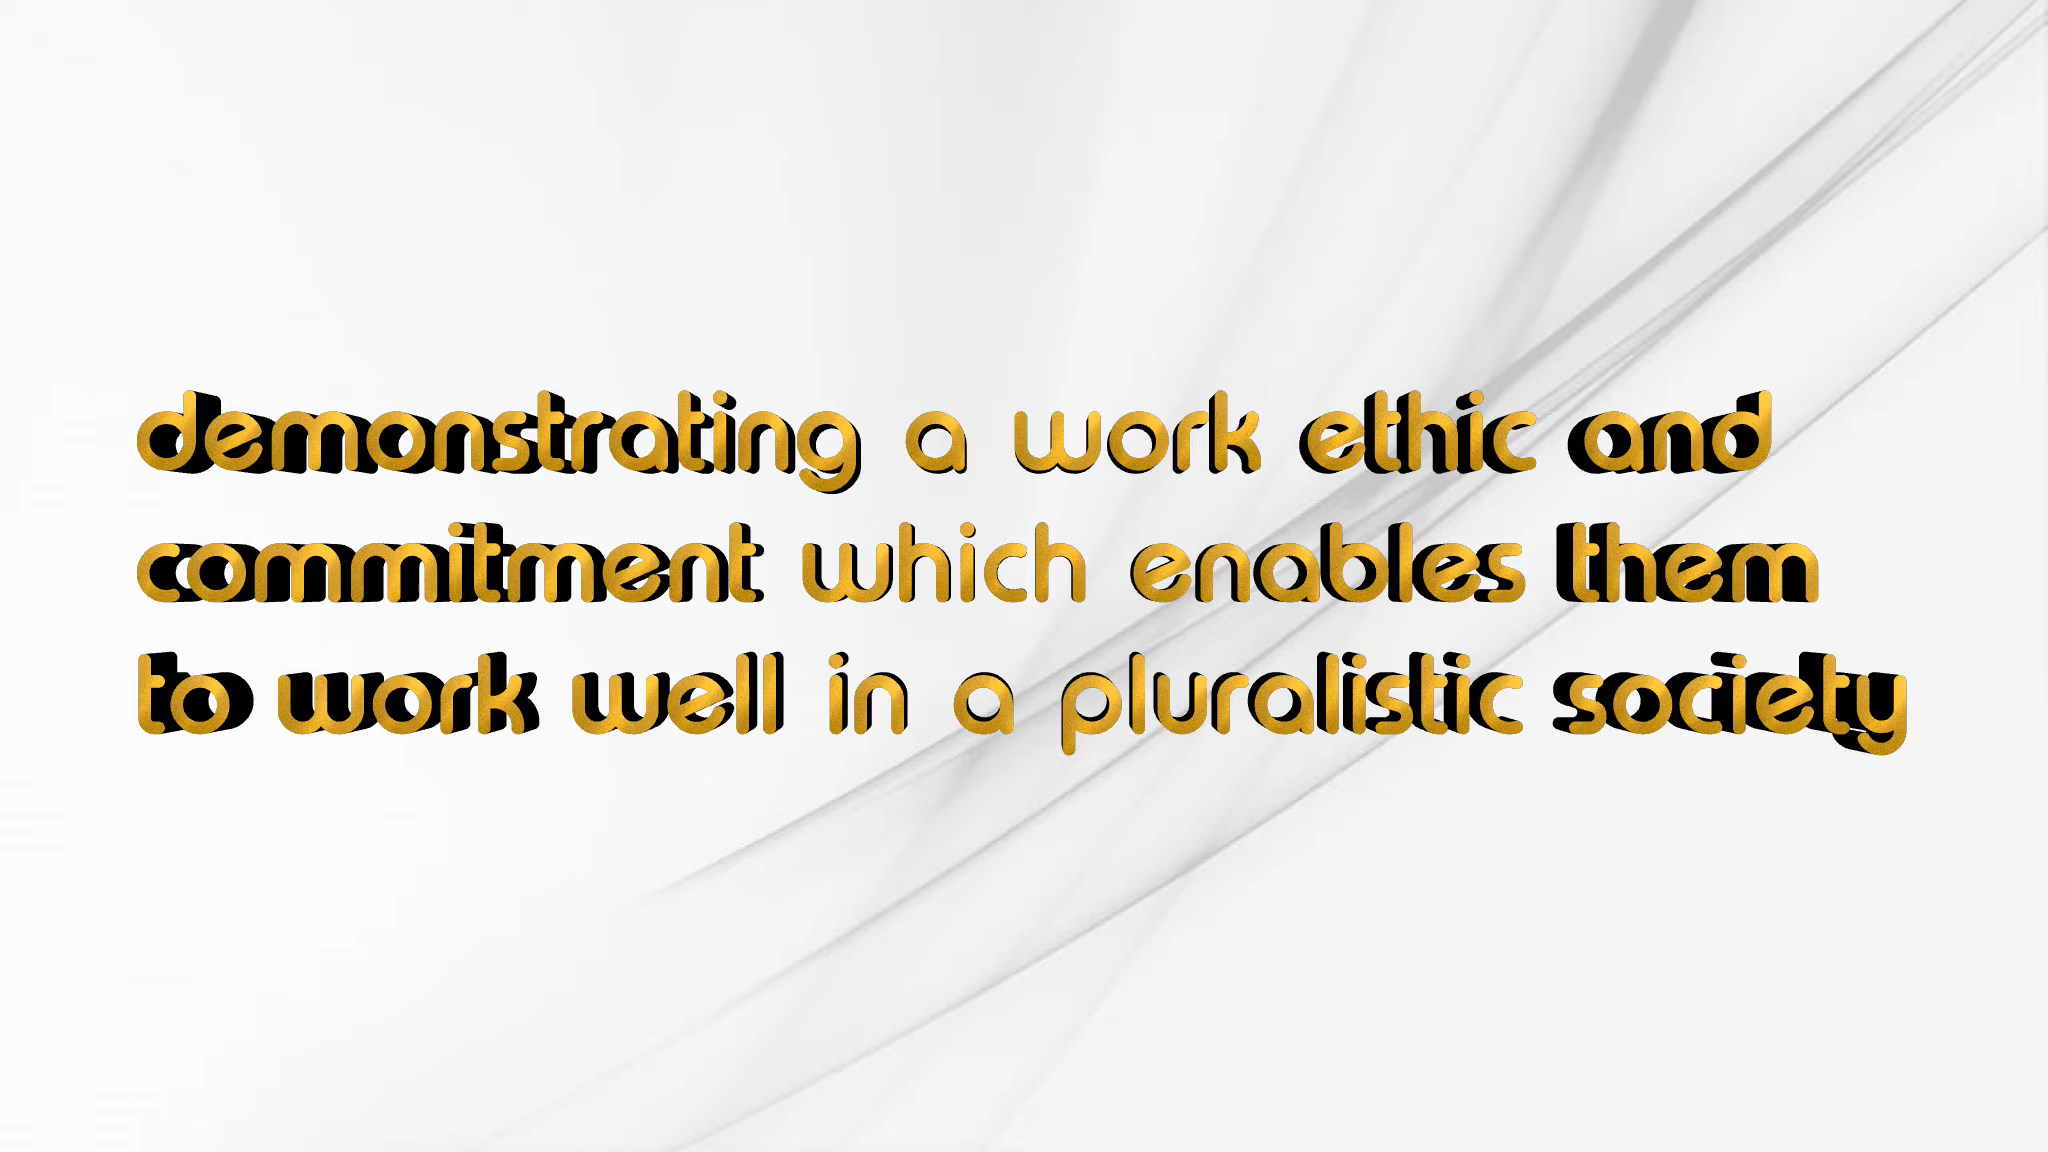 demonstrating a work ethic and
commitment which enables them
to work well in a pluralistic society